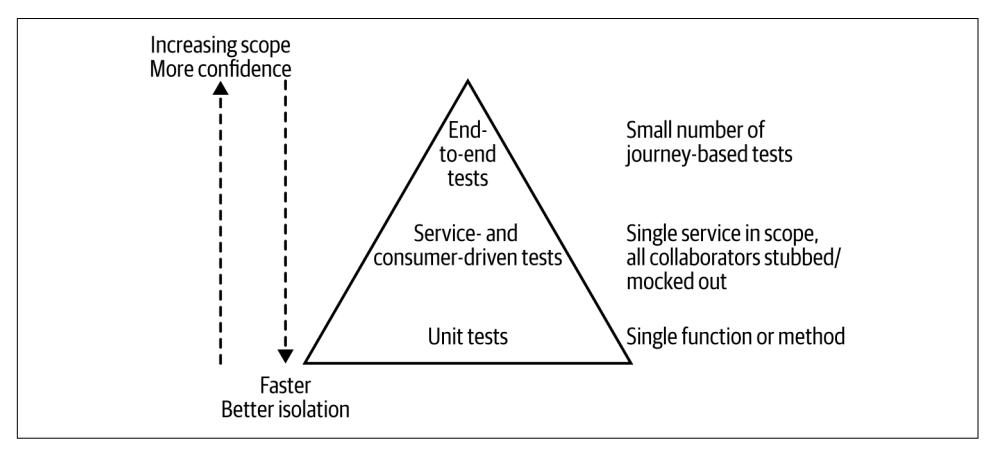 Increasing scope
More confidence
End-
to-end
tests
Small number of
journey-based tests
Service- and
consumer-driven tests
Single service in scope,
all collaborators stubbed/
mocked out
Unit tests
Single function or method
Faster
Better isolation